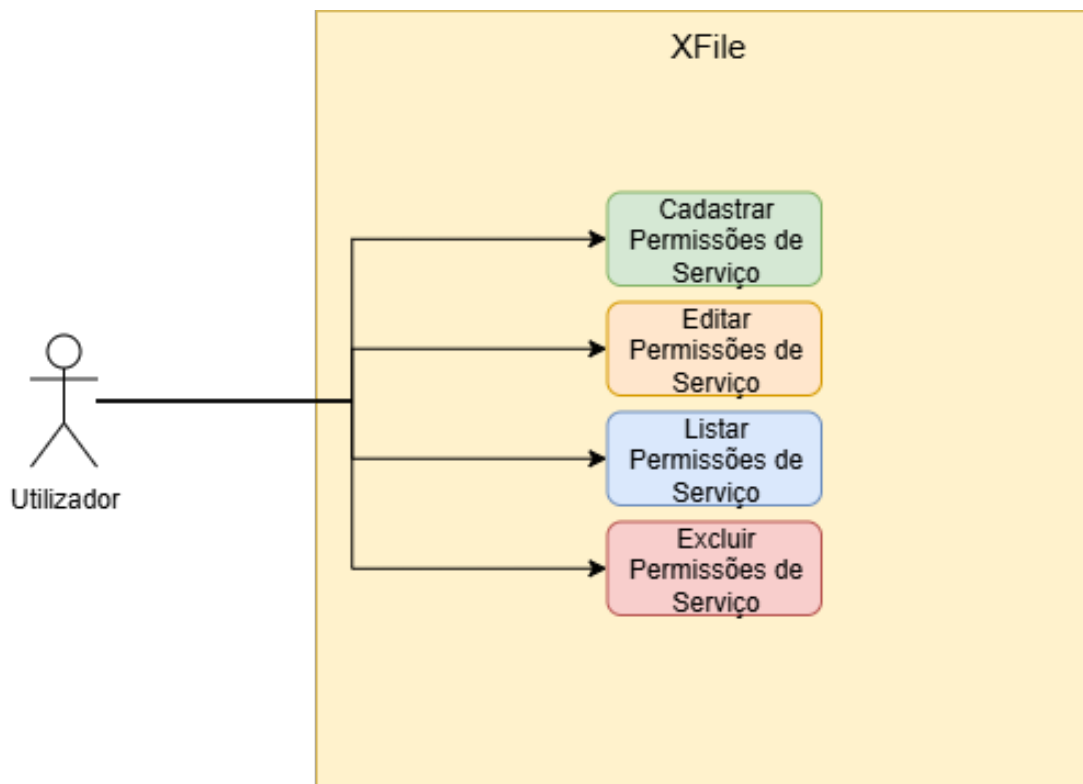 XFile
Cadastrar
Permissões de
Serviço
Editar
Permissões de
Serviço
Listar
Permissões de
Serviço
Excluir
Permissões de
Serviço
Utilizador